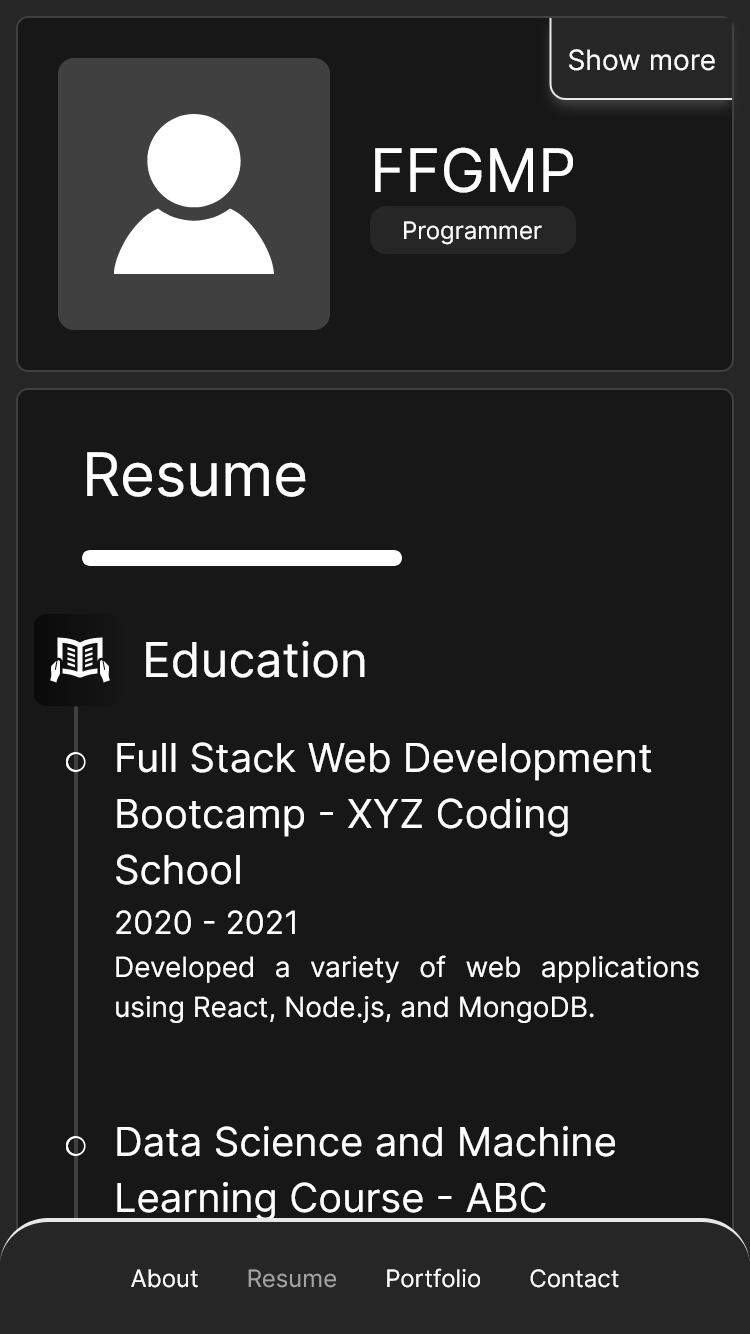 Show more
FFGMP
Programmer
Resume
Education
Full Stack Web Development
Bootcamp - XYZ Coding
School
2020 - 2021
Developed a variety of web applications
using React, Node.js, and MongoDB.
Data Science and Machine
Learning Course - ABC
About Resume Portfolio Contact